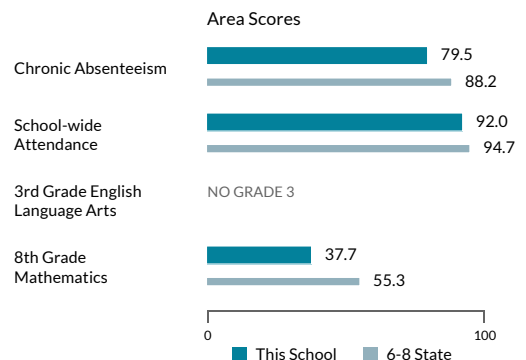 Area Scores
Chronic Absenteeism
79.5
88.2
School-wide
Attendance
92.0
94.7
3rd Grade English
Language Arts
NO GRADE 3
8th Grade
Mathematics
37.7
55.3
0
100
This School
6-8 State